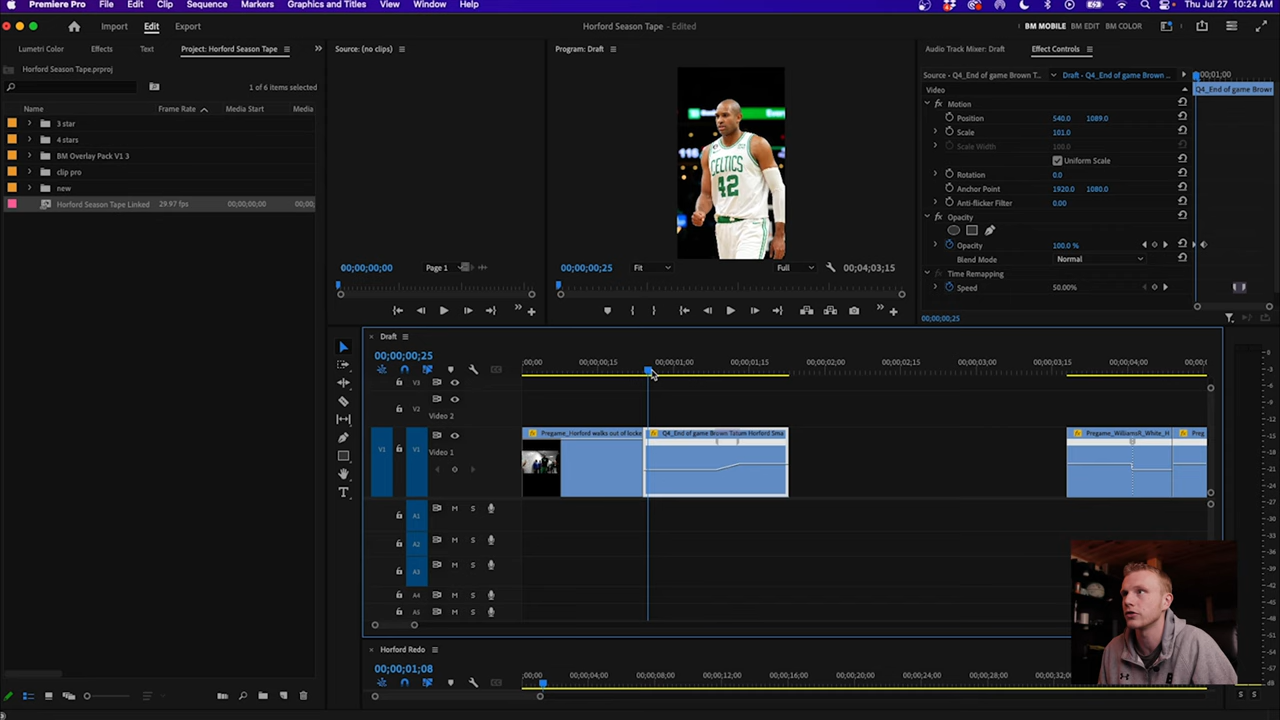 Premiere Pro File Edit Clip Sequence Markers Graphics and Titles View Window Help Thu Jul 27 10:24 AM
Import Edit Export Horford Season Tape - Edited BM MOBILE BM EDIT BM COLOR
Lumetri Color Effects Text Project: Horford Season Tape
Horford Season Tape.prproj
1 of 6 items selected
Name Frame Rate Media Start Media
3 star
4 stars
BM Overlay Pack V1 3
clip pro
new
Horford Season Tape Linked 29.97 fps 00;00;00;00 00;00;
Source: (no clips)
00;00;00;00 Page 1
Program: Draft
CELTICS
42
00;00;00;25 Fit Full 00;04;03;15
Audio Track Mixer: Draft Effect Controls
Source - Q4_End of game Brown T... Draft - Q4_End of game Brown ... 00;01;00
Video Q4_End of game Brown
Motion
Position 540.0 1089.0
Scale 101.0
Scale Width 100.0
Uniform Scale
Rotation 0.0
Anchor Point 1920.0 1080.0
Anti-flicker Filter 0.00
Opacity
Opacity 100.0 %
Blend Mode Normal
Time Remapping
Speed 50.00%
00;00;00;25
Draft
00;00;00;25
;00;00 00;00;00;15 00;00;01;00 00;00;01;15 00;00;02;00 00;00;02;15 00;00;03;00 00;00;03;15 00;00;04;00
V3
V2 Video 2
V1 V1 Video 1
Pregame_Horford walks out of locke Q4_End of game Brown Tatum Horford Sma Pregame_WilliamsR_White_H Preg
A1 M S
A2 M S
A3 M S
A4 M S
A5 M S
Horford Redo
00;00;01;08
;00;00 00;00;04;00 00;00;08;00 00;00;12;00 00;00;16;00 00;00;20;00 00;00;24;00 00;00;28;00
S S